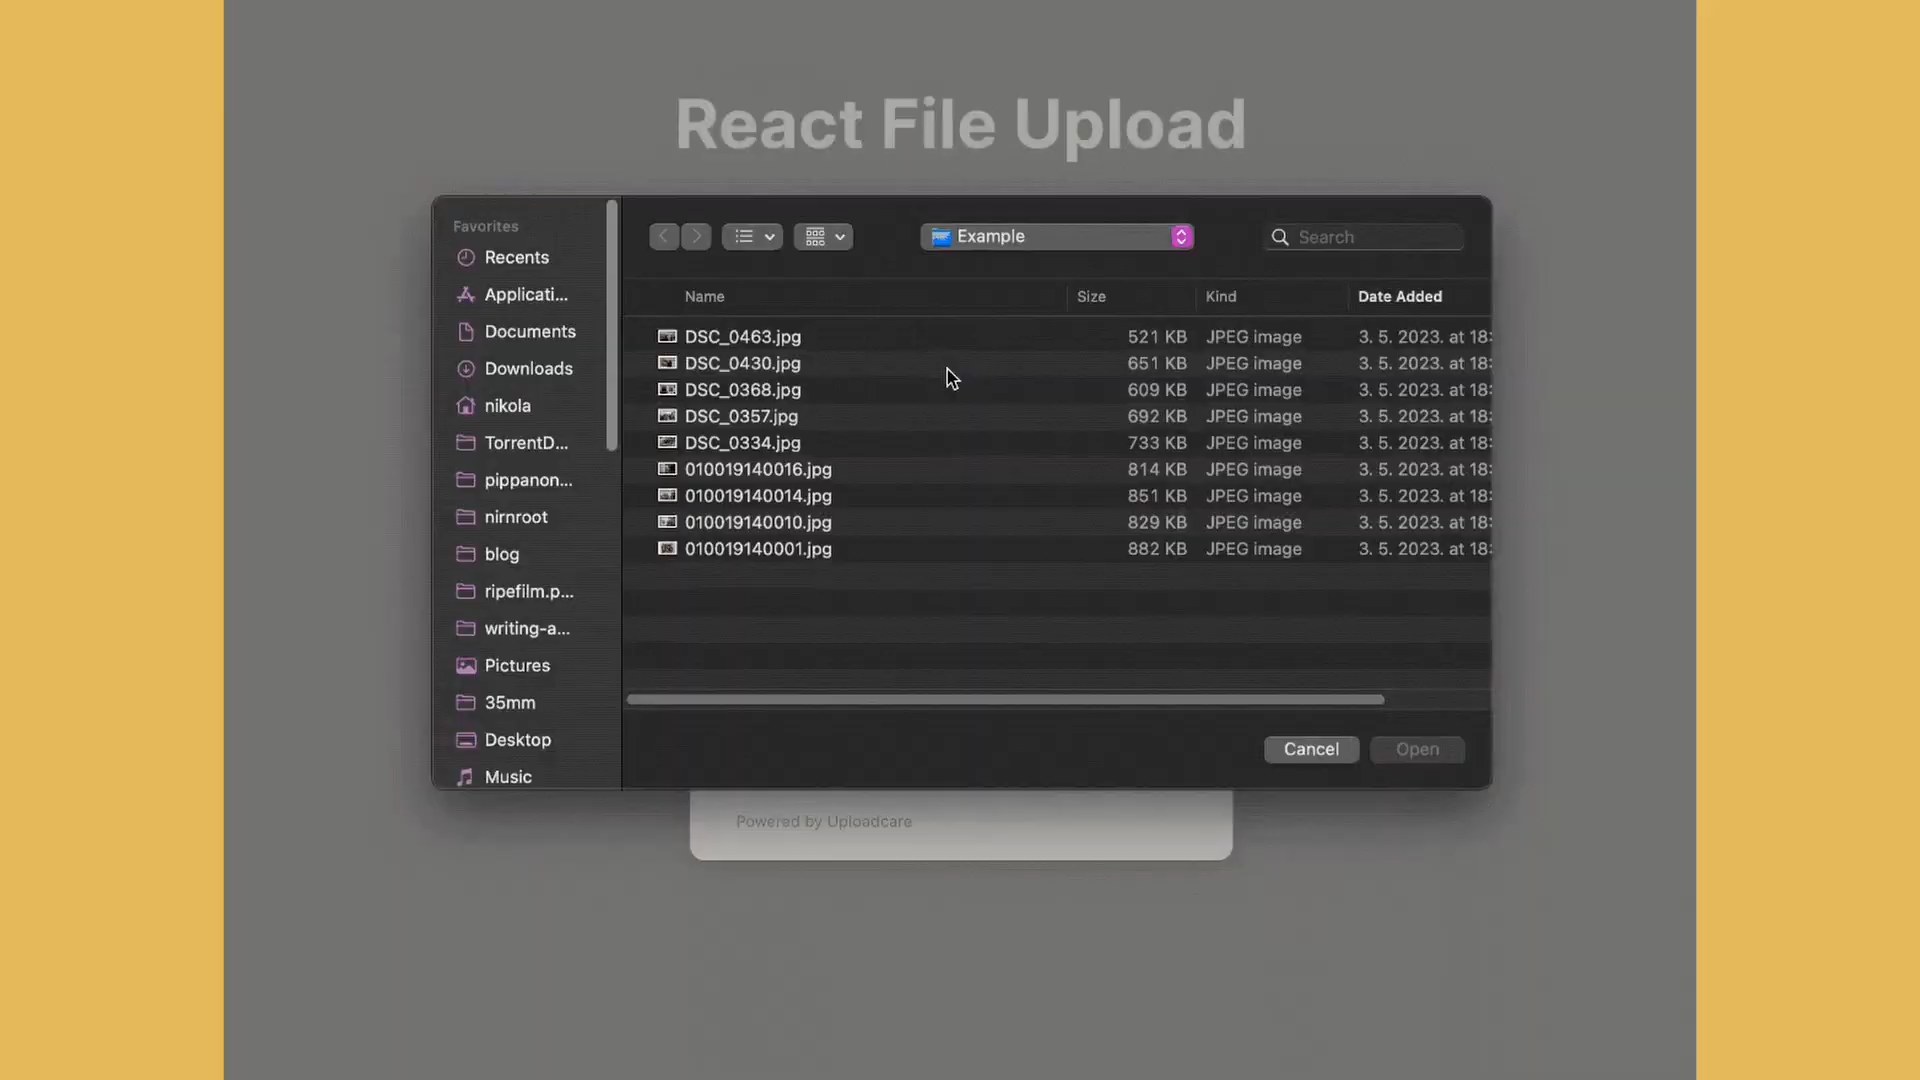 React File Upload
Favorites
Recents
Applicati...
Documents
Downloads
nikola
TorrentD...
pippanon...
nirnroot
blog
ripefilm.p...
writing-a...
Pictures
35mm
Desktop
Music
Example
Search
Name Size Kind Date Added
DSC_0463.jpg 521 KB JPEG image 3. 5. 2023. at 18:
DSC_0430.jpg 651 KB JPEG image 3. 5. 2023. at 18:
DSC_0368.jpg 609 KB JPEG image 3. 5. 2023. at 18:
DSC_0357.jpg 692 KB JPEG image 3. 5. 2023. at 18:
DSC_0334.jpg 733 KB JPEG image 3. 5. 2023. at 18:
010019140016.jpg 814 KB JPEG image 3. 5. 2023. at 18:
010019140014.jpg 851 KB JPEG image 3. 5. 2023. at 18:
010019140010.jpg 829 KB JPEG image 3. 5. 2023. at 18:
010019140001.jpg 882 KB JPEG image 3. 5. 2023. at 18:
Cancel Open
Powered by Uploadcare